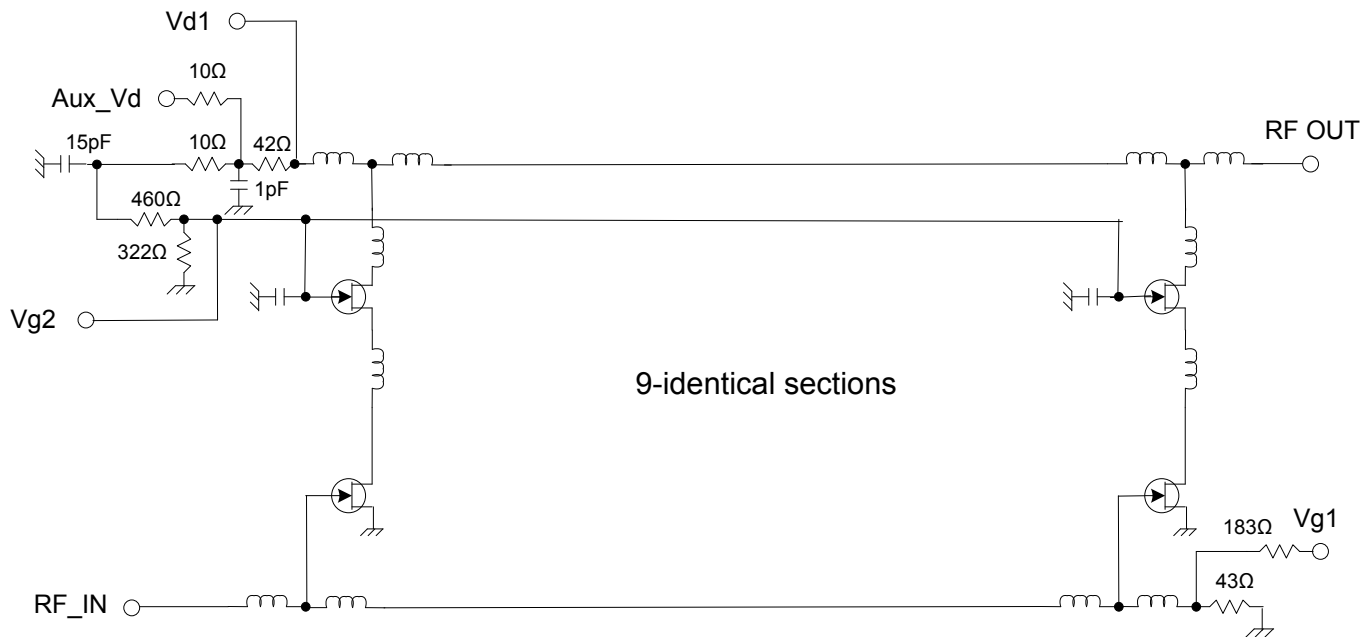 Vd1
10Ω
Aux_Vd
RF OUT
15pF
10Ω
42Ω
1pF
460Ω
322Ω
Vg2
9-identical sections
Vg1
183Ω
43Ω
RF_IN